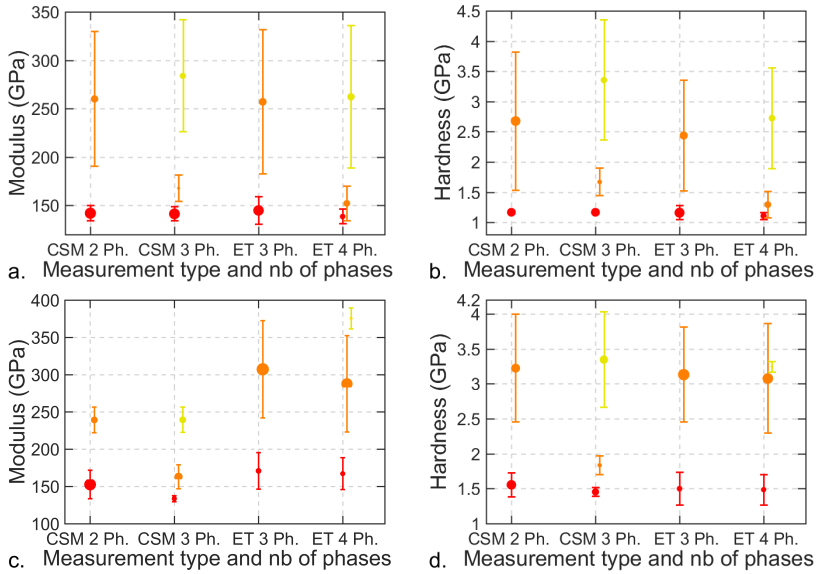 350
300
250
200
150
Modulus (GPa)
CSM 2 Ph. CSM 3 Ph. ET 3 Ph. ET 4 Ph.
a. Measurement type and nb of phases
4.5
4
3.5
3
2.5
2
1.5
1
Hardness (GPa)
CSM 2 Ph. CSM 3 Ph. ET 3 Ph. ET 4 Ph.
b. Measurement type and nb of phases
400
350
300
250
200
150
100
Modulus (GPa)
CSM 2 Ph. CSM 3 Ph. ET 3 Ph. ET 4 Ph.
c. Measurement type and nb of phases
4.2
4
3.5
3
2.5
2
1.5
1
Hardness (GPa)
CSM 2 Ph. CSM 3 Ph. ET 3 Ph. ET 4 Ph.
d. Measurement type and nb of phases